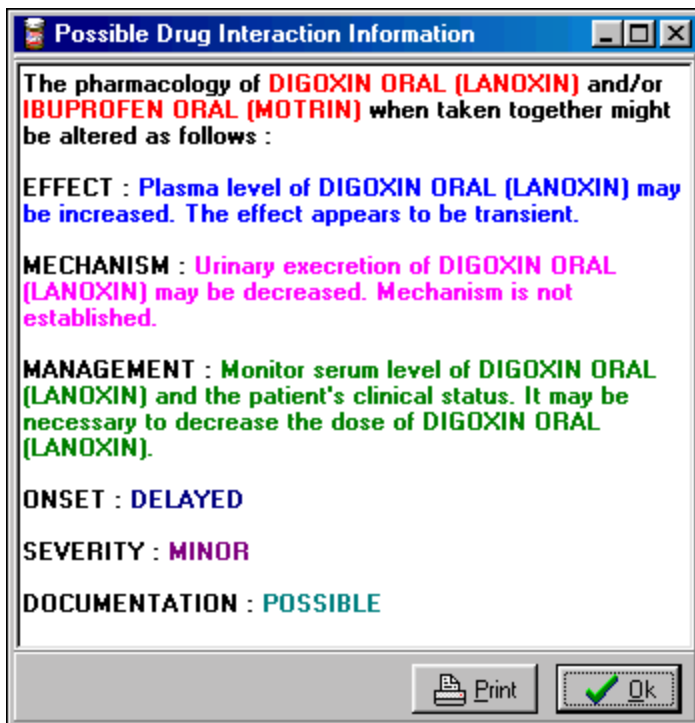 Possible Drug Interaction Information
The pharmacology of DIGOXIN ORAL (LANOXIN) and/or
IBUPROFEN ORAL (MOTRIN) when taken together might
be altered as follows :
EFFECT : Plasma level of DIGOXIN ORAL (LANOXIN) may
be increased. The effect appears to be transient.
MECHANISM : Urinary execretion of DIGOXIN ORAL
(LANOXIN) may be decreased. Mechanism is not
established.
MANAGEMENT : Monitor serum level of DIGOXIN ORAL
(LANOXIN) and the patient's clinical status. It may be
necessary to decrease the dose of DIGOXIN ORAL
(LANOXIN).
ONSET : DELAYED
SEVERITY : MINOR
DOCUMENTATION : POSSIBLE
Print Ok